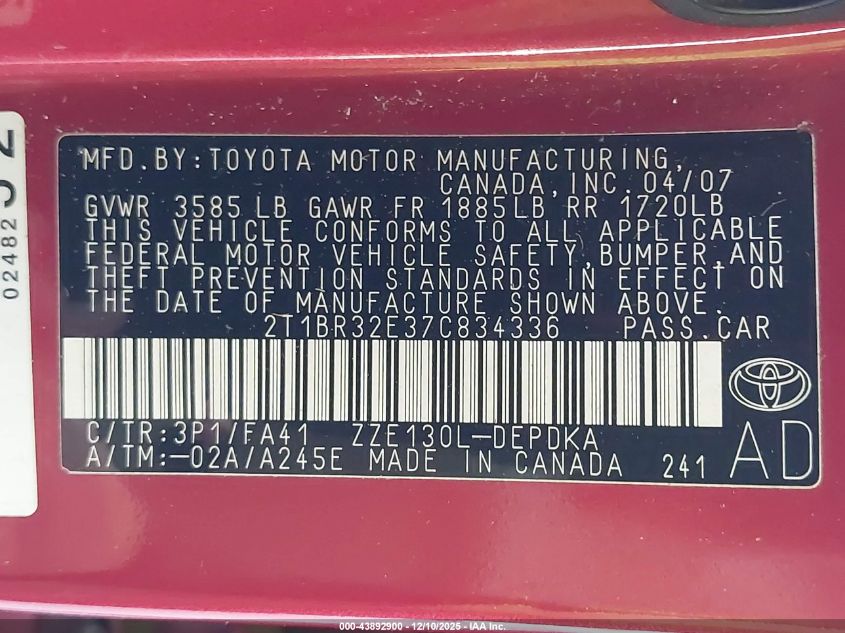 MFD.BY:TOYOTA MOTOR MANUFACTURING,
CANADA,INC. 04/07
GVWR 3585 LB GAWR FR 1885LB RR 1720LB
THIS VEHICLE CONFORMS TO ALL APPLICABLE
FEDERAL MOTOR VEHICLE SAFETY,BUMPER,AND
THEFT PREVENTION STANDARDS IN EFFECT ON
THE DATE OF MANUFACTURE SHOWN ABOVE.
2T1BR32E37C834336 PASS.CAR
C/TR:3P1/FA41 ZZE130L-DEPDKA
A/TM:-02A/A245E MADE IN CANADA 241
AD
02482
000-43892900 - 12/10/2025 - IAA Inc.